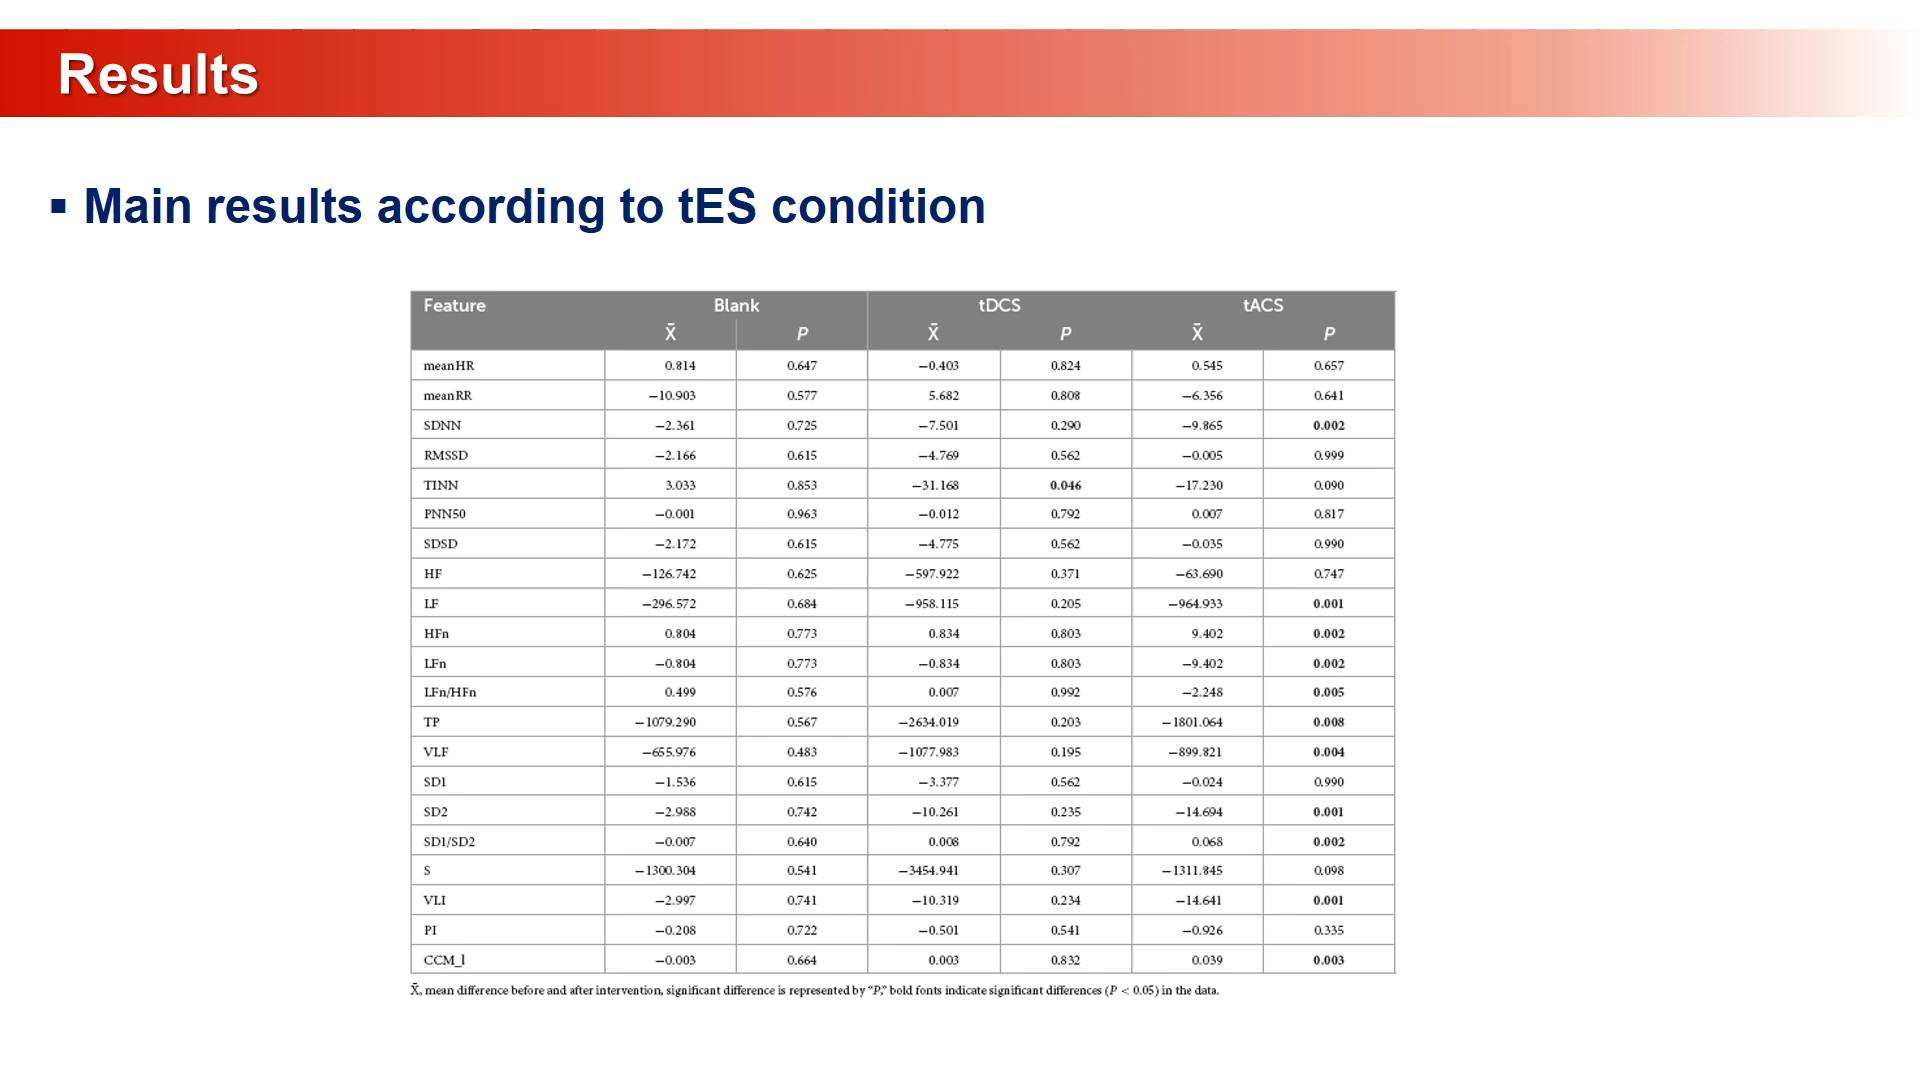 Results
▪ Main results according to tES condition
Feature Blank tDCS tACS
X̄ P X̄ P X̄ P
meanHR 0.814 0.647 −0.403 0.824 0.545 0.657
meanRR −10.903 0.577 5.682 0.808 −6.356 0.641
SDNN −2.361 0.725 −7.501 0.290 −9.865 0.002
RMSSD −2.166 0.615 −4.769 0.562 −0.005 0.999
TINN 3.033 0.853 −31.168 0.046 −17.230 0.090
PNN50 −0.001 0.963 −0.012 0.792 0.007 0.817
SDSD −2.172 0.615 −4.775 0.562 −0.035 0.990
HF −126.742 0.625 −597.922 0.371 −63.690 0.747
LF −296.572 0.684 −958.115 0.205 −964.933 0.001
HFn 0.804 0.773 0.834 0.803 9.402 0.002
LFn −0.804 0.773 −0.834 0.803 −9.402 0.002
LFn/HFn 0.499 0.576 0.007 0.992 −2.248 0.005
TP −1079.290 0.567 −2634.019 0.203 −1801.064 0.008
VLF −655.976 0.483 −1077.983 0.195 −899.821 0.004
SD1 −1.536 0.615 −3.377 0.562 −0.024 0.990
SD2 −2.988 0.742 −10.261 0.235 −14.694 0.001
SD1/SD2 −0.007 0.640 0.008 0.792 0.068 0.002
S −1300.304 0.541 −3454.941 0.307 −1311.845 0.098
VLI −2.997 0.741 −10.319 0.234 −14.641 0.001
PI −0.208 0.722 −0.501 0.541 −0.926 0.335
CCM_l −0.003 0.664 0.003 0.832 0.039 0.003
X̄, mean difference before and after intervention, significant difference is represented by “P,” bold fonts indicate significant differences (P < 0.05) in the data.